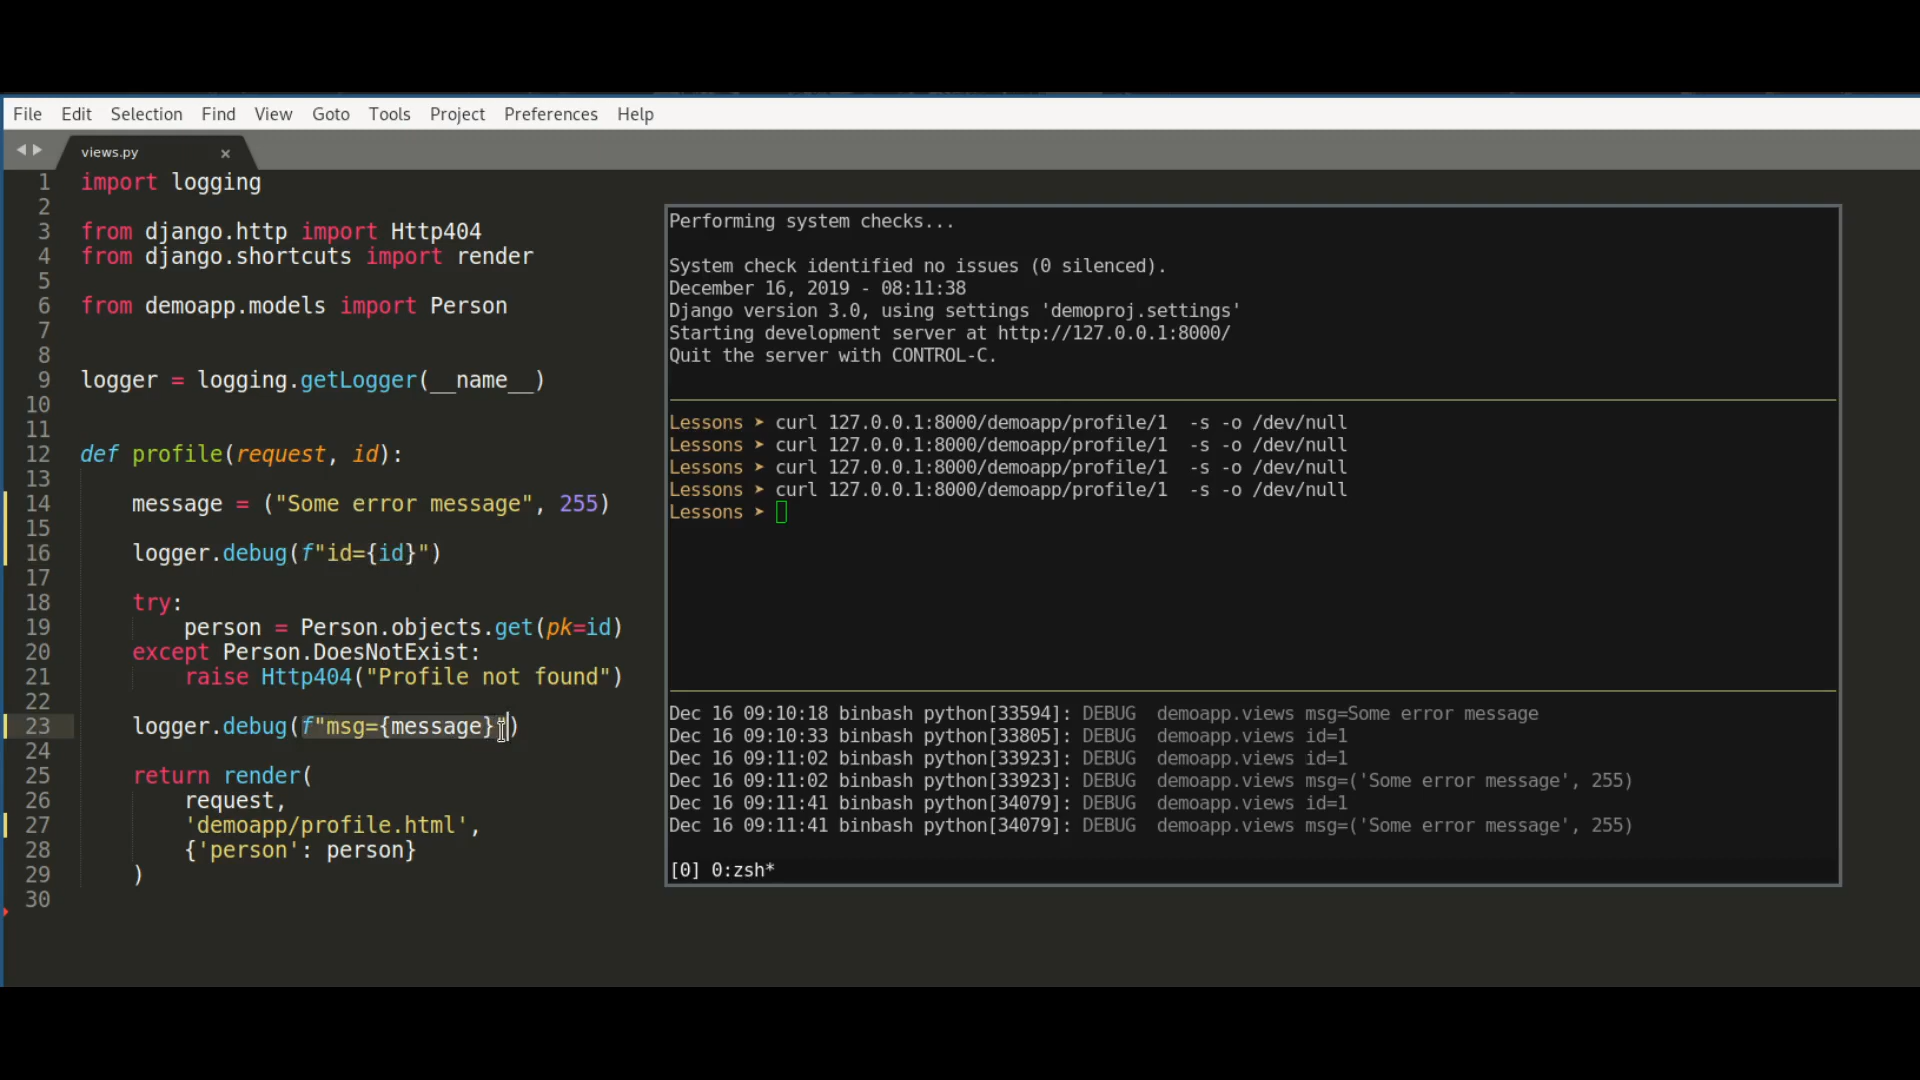 File Edit Selection Find View Goto Tools Project Preferences Help
views.py ×
1 import logging
2
3 from django.http import Http404
4 from django.shortcuts import render
5
6 from demoapp.models import Person
7
8
9 logger = logging.getLogger(__name__)
10
11
12 def profile(request, id):
13
14 message = ("Some error message", 255)
15
16 logger.debug(f"id={id}")
17
18 try:
19 person = Person.objects.get(pk=id)
20 except Person.DoesNotExist:
21 raise Http404("Profile not found")
22
23 logger.debug(f"msg={message}")
24
25 return render(
26 request,
27 'demoapp/profile.html',
28 {'person': person}
29 )
30
Performing system checks...
System check identified no issues (0 silenced).
December 16, 2019 - 08:11:38
Django version 3.0, using settings 'demoproj.settings'
Starting development server at http://127.0.0.1:8000/
Quit the server with CONTROL-C.
Lessons ➤ curl 127.0.0.1:8000/demoapp/profile/1  -s -o /dev/null
Lessons ➤ curl 127.0.0.1:8000/demoapp/profile/1  -s -o /dev/null
Lessons ➤ curl 127.0.0.1:8000/demoapp/profile/1  -s -o /dev/null
Lessons ➤ curl 127.0.0.1:8000/demoapp/profile/1  -s -o /dev/null
Lessons ➤
Dec 16 09:10:18 binbash python[33594]: DEBUG  demoapp.views msg=Some error message
Dec 16 09:10:33 binbash python[33805]: DEBUG  demoapp.views id=1
Dec 16 09:11:02 binbash python[33923]: DEBUG  demoapp.views id=1
Dec 16 09:11:02 binbash python[33923]: DEBUG  demoapp.views msg=('Some error message', 255)
Dec 16 09:11:41 binbash python[34079]: DEBUG  demoapp.views id=1
Dec 16 09:11:41 binbash python[34079]: DEBUG  demoapp.views msg=('Some error message', 255)
[0] 0:zsh*